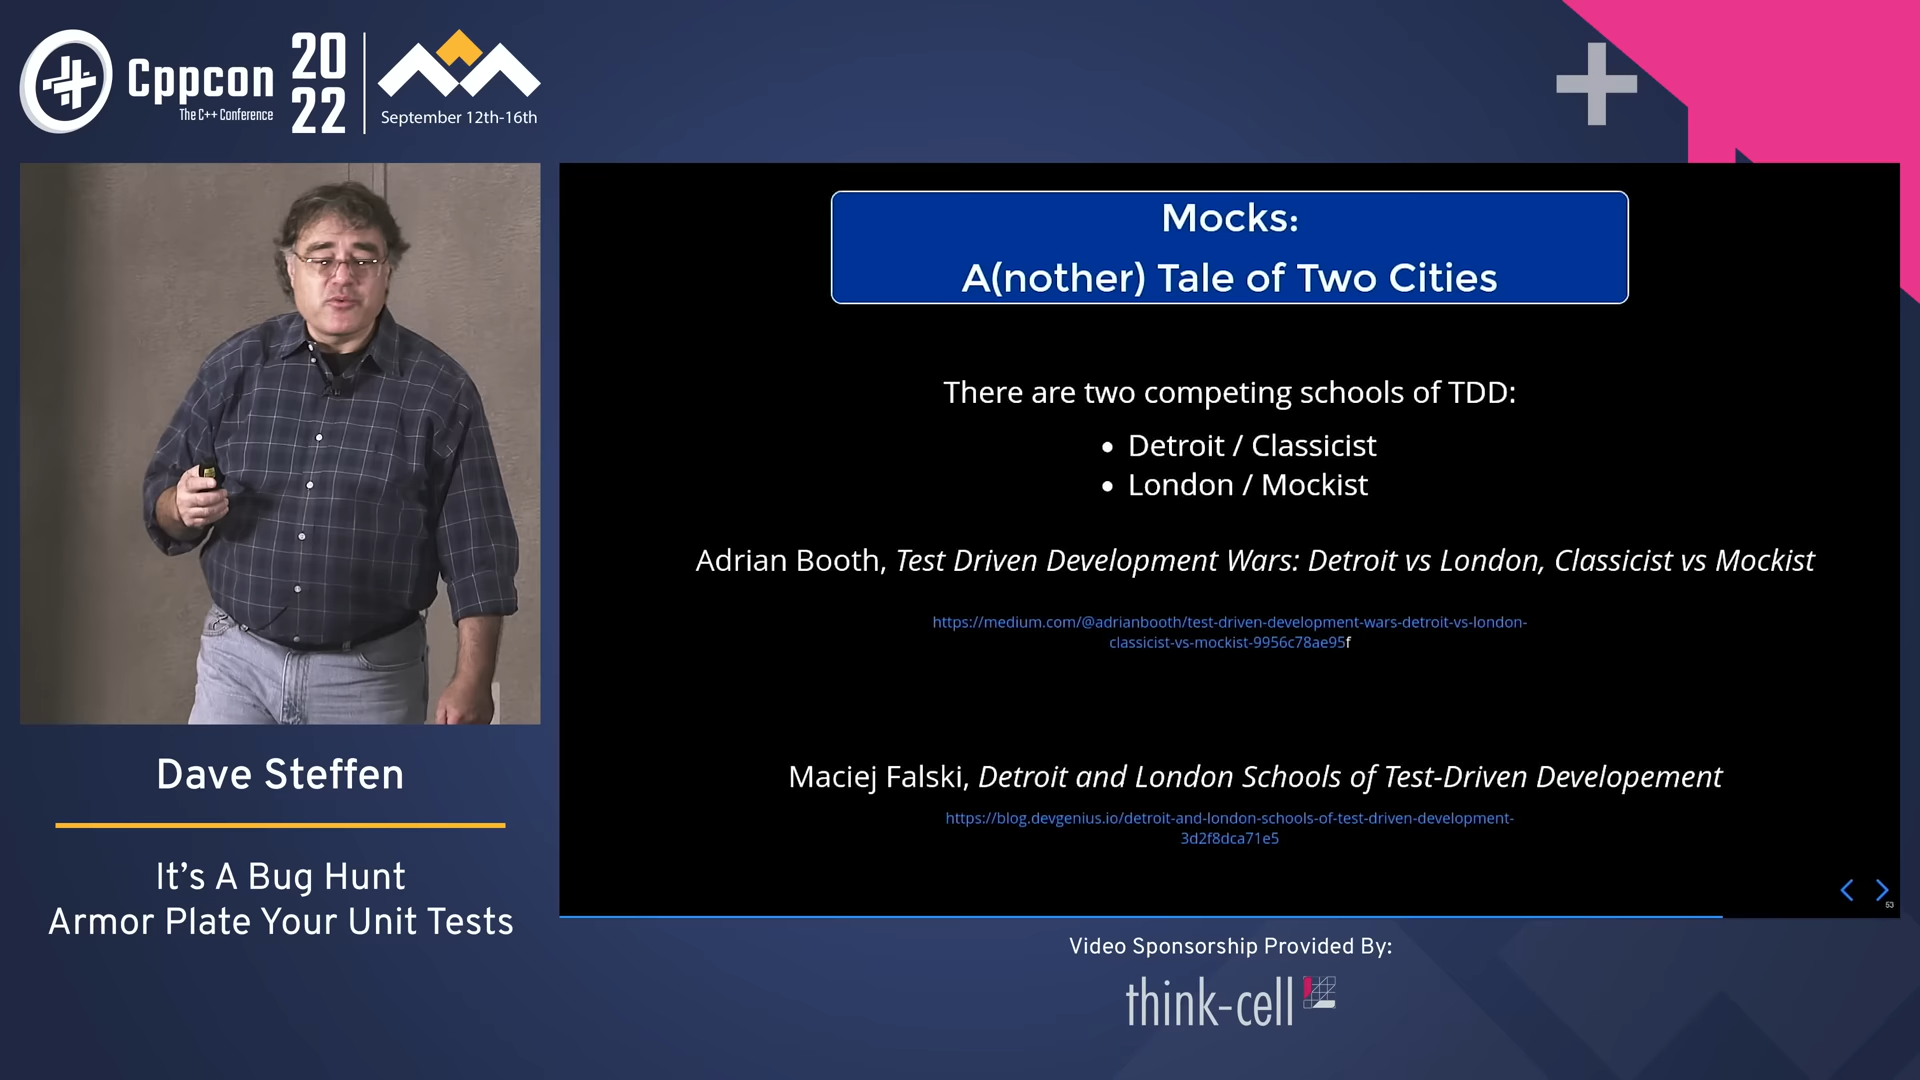 Cppcon
The C++ Conference
20
22
September 12th-16th
Mocks:
A(nother) Tale of Two Cities
There are two competing schools of TDD:
• Detroit / Classicist
• London / Mockist
Adrian Booth, Test Driven Development Wars: Detroit vs London, Classicist vs Mockist
https://medium.com/@adrianbooth/test-driven-development-wars-detroit-vs-london-
classicist-vs-mockist-9956c78ae95f
Maciej Falski, Detroit and London Schools of Test-Driven Developement
https://blog.devgenius.io/detroit-and-london-schools-of-test-driven-development-
3d2f8dca71e5
53
Dave Steffen
It’s A Bug Hunt
Armor Plate Your Unit Tests
Video Sponsorship Provided By:
think-cell